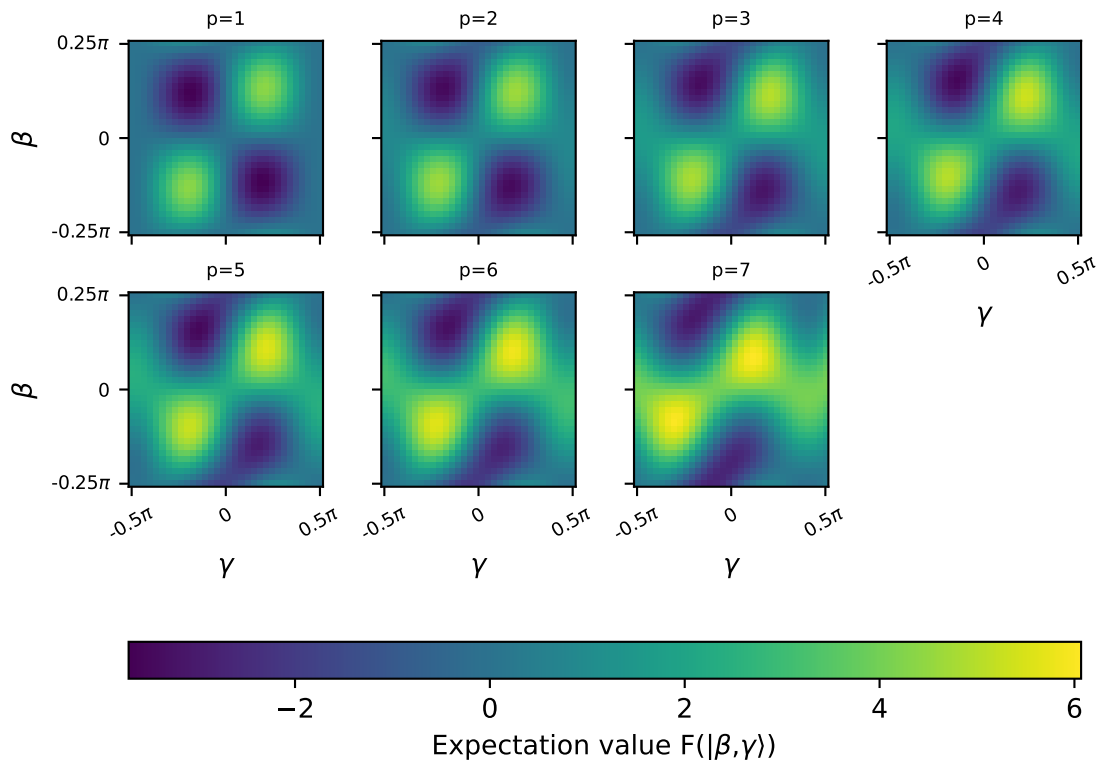 p=1
p=2
p=3
p=4
0.25π
β
0
-0.25π
-0.5π
0
0.5π
γ
p=5
p=6
p=7
0.25π
β
0
-0.25π
-0.5π
0
0.5π
-0.5π
0
0.5π
-0.5π
0
0.5π
γ
γ
γ
−2
0
2
4
6
Expectation value F(|β,γ⟩)